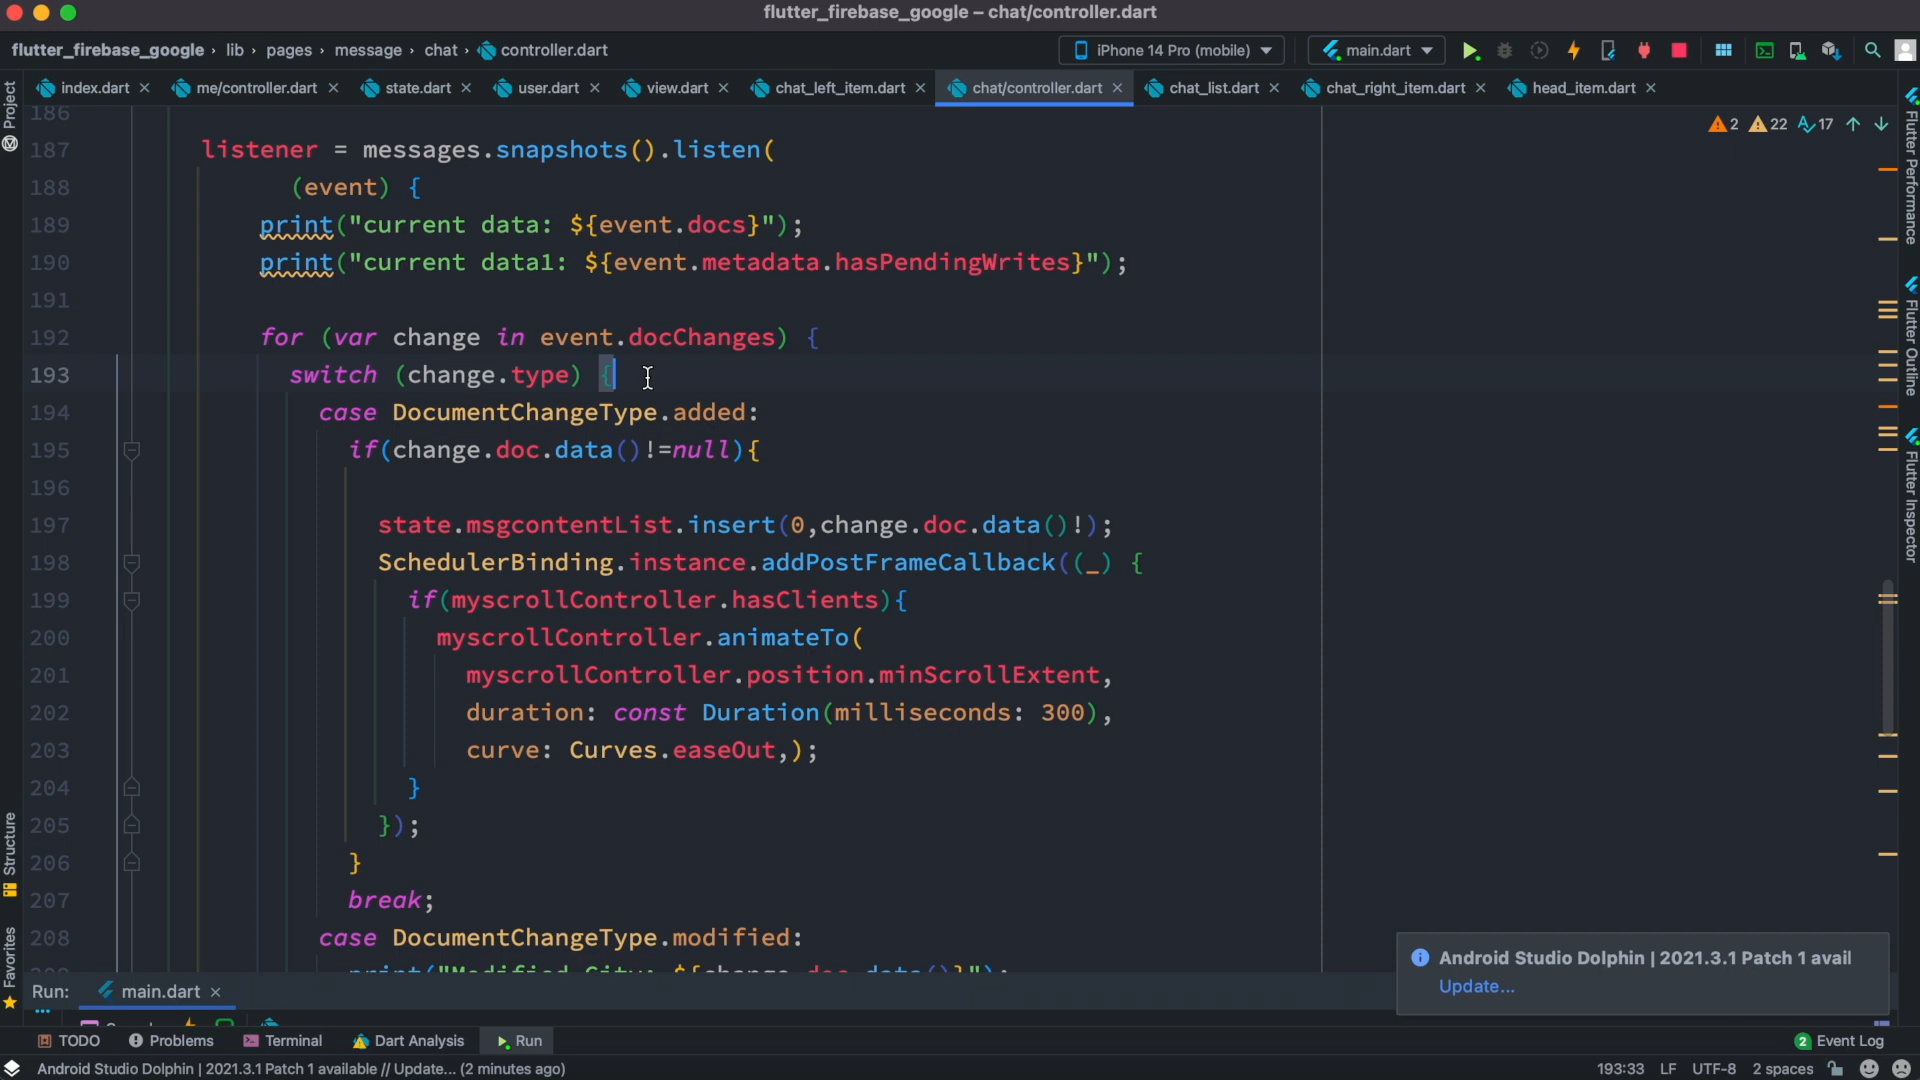 flutter_firebase_google – chat/controller.dart
flutter_firebase_google › lib › pages › message › chat › controller.dart
iPhone 14 Pro (mobile)
main.dart
index.dart
me/controller.dart
state.dart
user.dart
view.dart
chat_left_item.dart
chat/controller.dart
chat_list.dart
chat_right_item.dart
head_item.dart
Project
Structure
Favorites
Flutter Performance
Flutter Outline
Flutter Inspector
2 22 17
186
187 listener = messages.snapshots().listen(
188 (event) {
189 print("current data: ${event.docs}");
190 print("current data1: ${event.metadata.hasPendingWrites}");
191
192 for (var change in event.docChanges) {
193 switch (change.type) {
194 case DocumentChangeType.added:
195 if(change.doc.data()!=null){
196
197 state.msgcontentList.insert(0,change.doc.data()!);
198 SchedulerBinding.instance.addPostFrameCallback((_) {
199 if(myscrollController.hasClients){
200 myscrollController.animateTo(
201 myscrollController.position.minScrollExtent,
202 duration: const Duration(milliseconds: 300),
203 curve: Curves.easeOut,);
204 }
205 });
206 }
207 break;
208 case DocumentChangeType.modified:
209 print("Modified City: ${change.doc.data()}");
Android Studio Dolphin | 2021.3.1 Patch 1 avail
Update...
Run: main.dart
TODO
Problems
Terminal
Dart Analysis
Run
2 Event Log
Android Studio Dolphin | 2021.3.1 Patch 1 available // Update... (2 minutes ago)
193:33 LF UTF-8 2 spaces